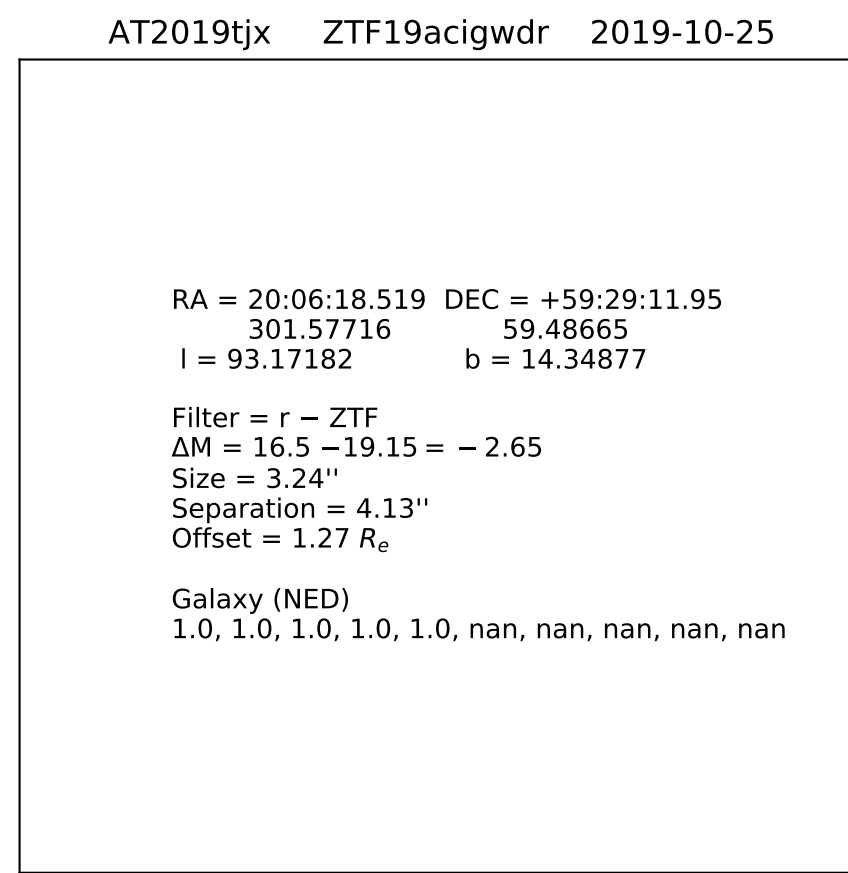 AT2019tjx ZTF19acigwdr 2019-10-25
RA = 20:06:18.519 DEC = +59:29:11.95
301.57716 59.48665
l = 93.17182 b = 14.34877
Filter = r − ZTF
ΔM = 16.5 −19.15 = − 2.65
Size = 3.24''
Separation = 4.13''
Offset = 1.27 Re
Galaxy (NED)
1.0, 1.0, 1.0, 1.0, 1.0, nan, nan, nan, nan, nan